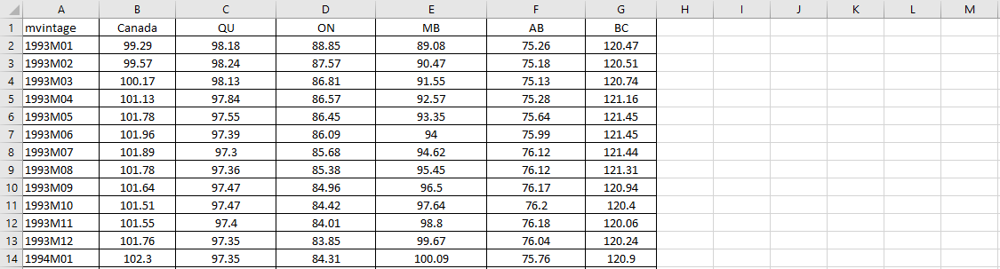 A B C D E F G H I J K L M
1 mvintage Canada QU ON MB AB BC
2 1993M01 99.29 98.18 88.85 89.08 75.26 120.47
3 1993M02 99.57 98.24 87.57 90.47 75.18 120.51
4 1993M03 100.17 98.13 86.81 91.55 75.13 120.74
5 1993M04 101.13 97.84 86.57 92.57 75.28 121.16
6 1993M05 101.78 97.55 86.45 93.35 75.64 121.45
7 1993M06 101.96 97.39 86.09 94 75.99 121.45
8 1993M07 101.89 97.3 85.68 94.62 76.12 121.44
9 1993M08 101.78 97.36 85.38 95.45 76.12 121.31
10 1993M09 101.64 97.47 84.96 96.5 76.17 120.94
11 1993M10 101.51 97.47 84.42 97.64 76.2 120.4
12 1993M11 101.55 97.4 84.01 98.8 76.18 120.06
13 1993M12 101.76 97.35 83.85 99.67 76.04 120.24
14 1994M01 102.3 97.35 84.31 100.09 75.76 120.9